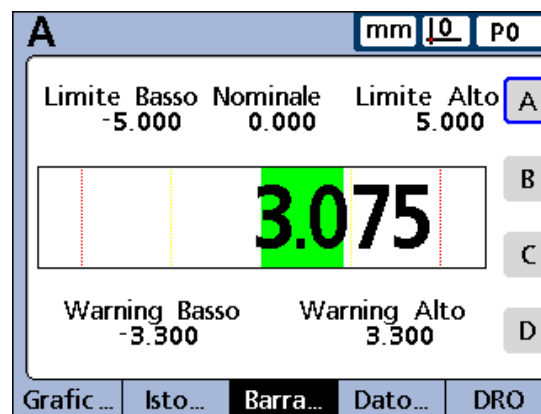 A mm 0 P0
Limite Basso Nominale Limite Alto A
-5.000 0.000 5.000
B
3.075
C
Warning Basso Warning Alto
-3.300 3.300 D
Grafic... Isto... Barra... Dato... DRO